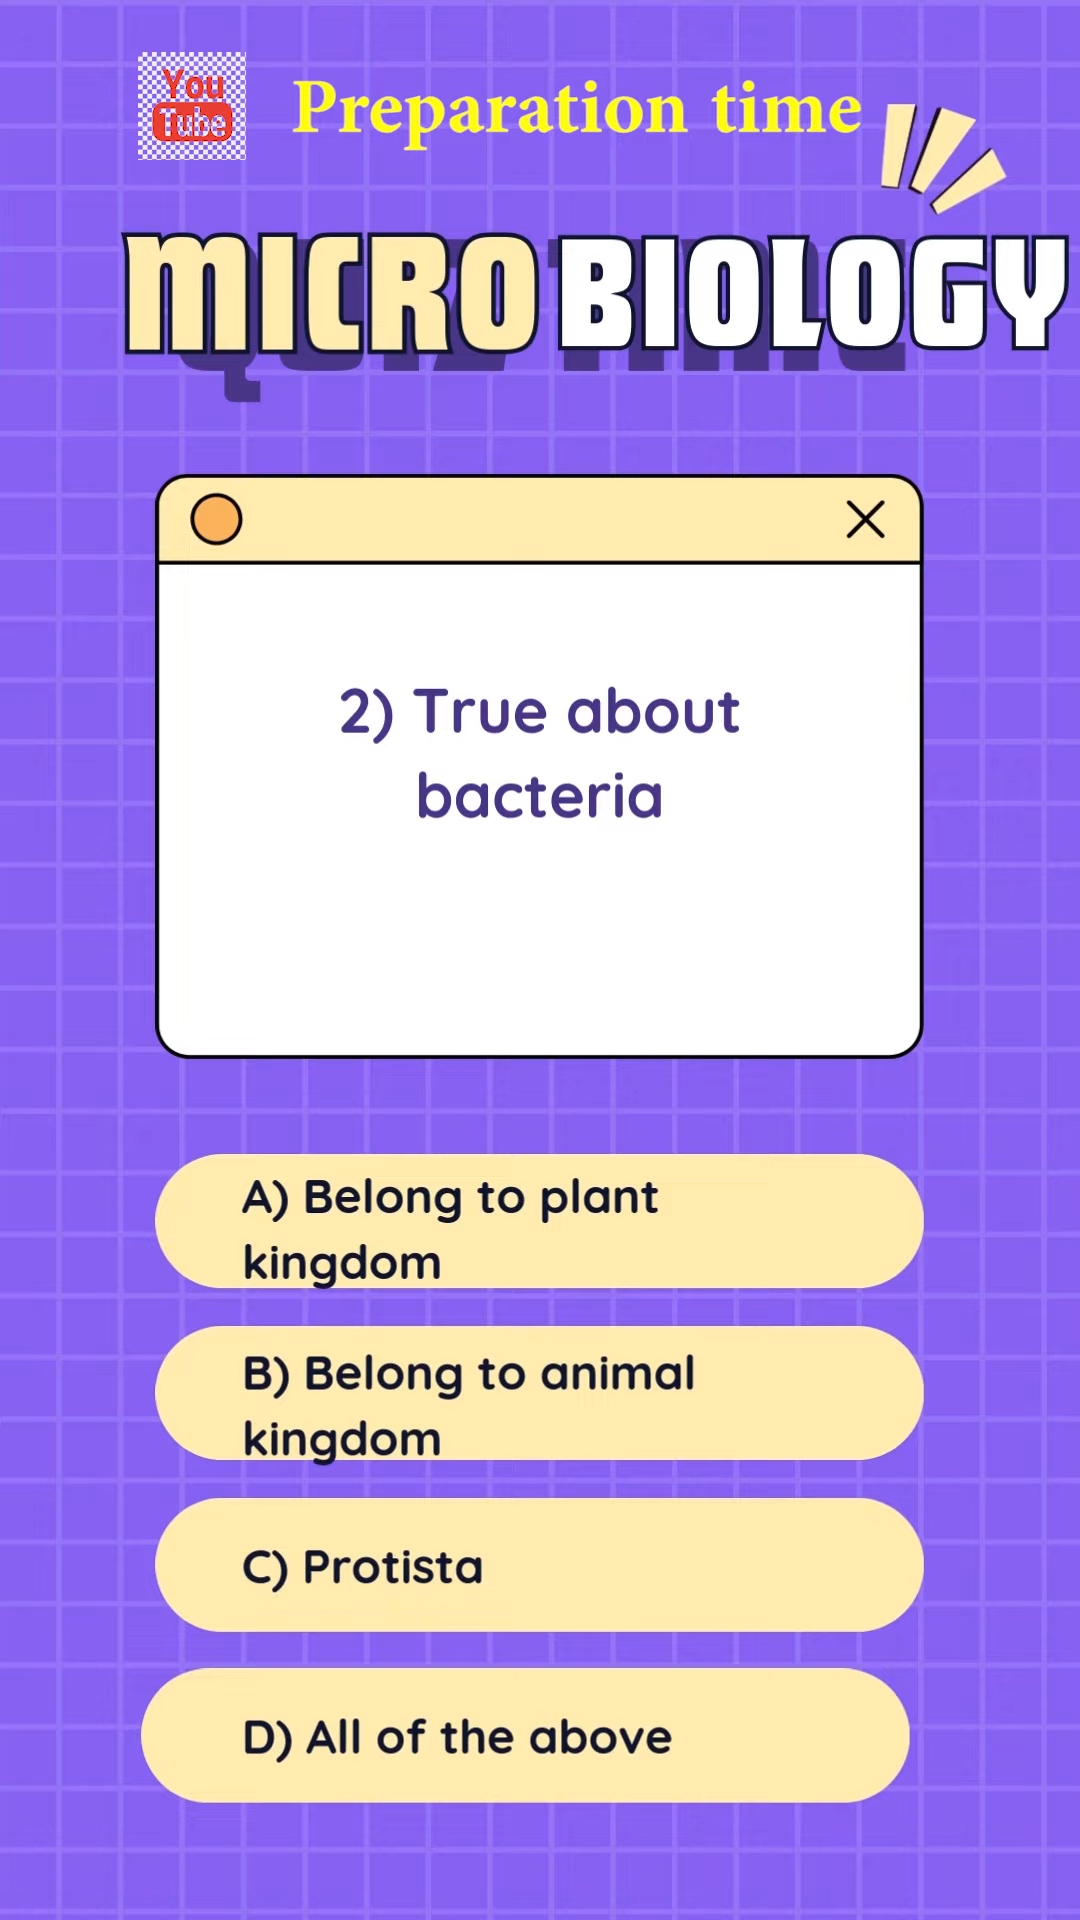 You
Tube
Preparation time
MICRO BIOLOGY
2) True about
bacteria
A) Belong to plant
kingdom
B) Belong to animal
kingdom
C) Protista
D) All of the above